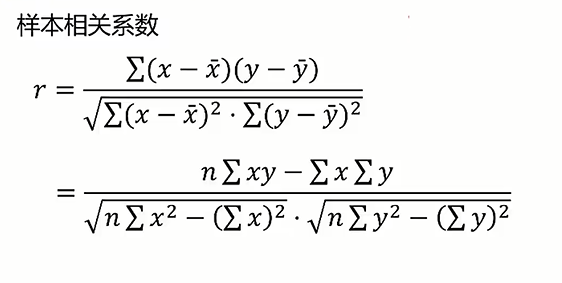 样本相关系数
r = ∑(x − x̄)(y − ȳ) / √(∑(x − x̄)² · ∑(y − ȳ)²)
= (n ∑ xy − ∑ x ∑ y) / (√(n ∑ x² − (∑ x)²) · √(n ∑ y² − (∑ y)²))